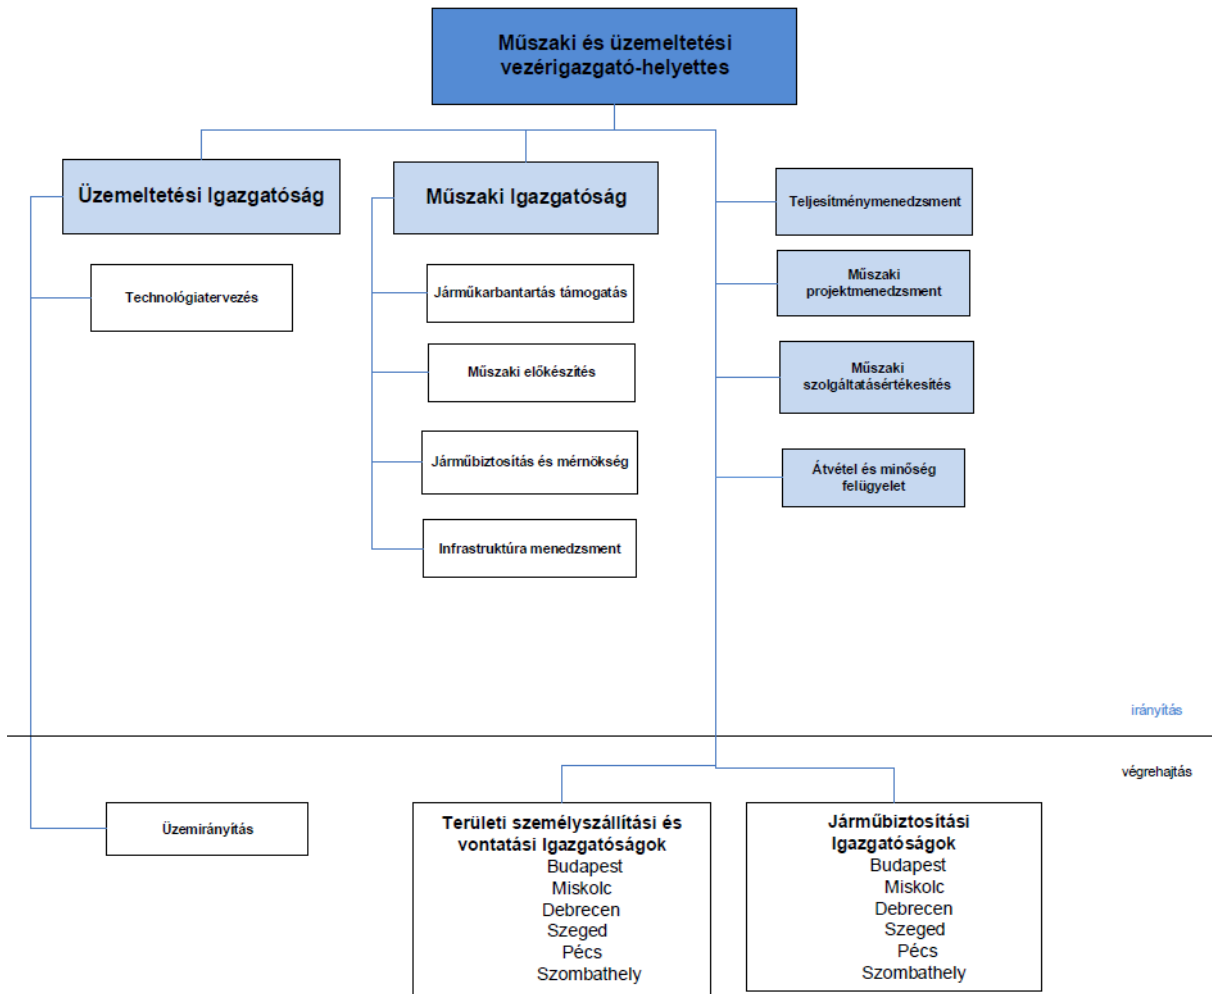 Műszaki és üzemeltetési
vezérigazgató-helyettes
Üzemeltetési Igazgatóság
Technológiatervezés
Műszaki Igazgatóság
Járműkarbantartás támogatás
Műszaki előkészítés
Járműbiztosítás és mérnökség
Infrastruktúra menedzsment
Teljesítménymenedzsment
Műszaki
projektmenedzsment
Műszaki
szolgáltatásértékesítés
Átvétel és minőség
felügyelet
irányítás
végrehajtás
Üzemirányítás
Területi személyszállítási és
vontatási Igazgatóságok
Budapest
Miskolc
Debrecen
Szeged
Pécs
Szombathely
Járműbiztosítási
Igazgatóságok
Budapest
Miskolc
Debrecen
Szeged
Pécs
Szombathely